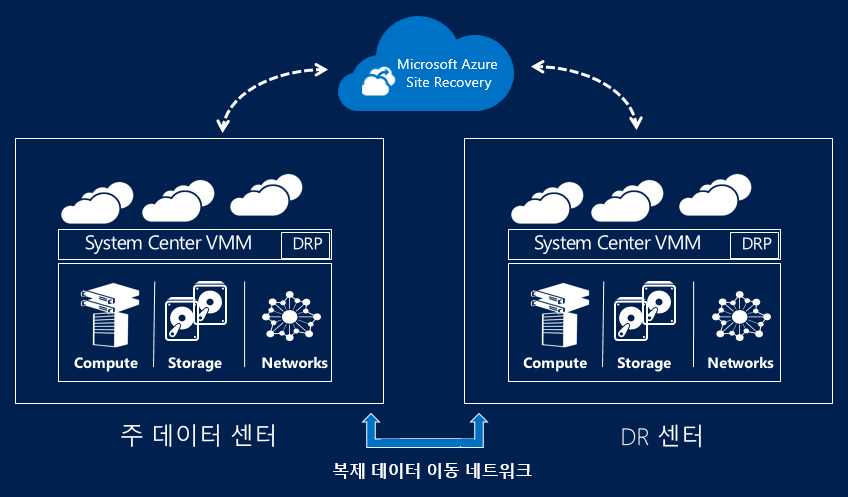 Microsoft Azure
Site Recovery
System Center VMM DRP
Compute Storage Networks
System Center VMM DRP
Compute Storage Networks
주 데이터 센터
DR 센터
복제 데이터 이동 네트워크